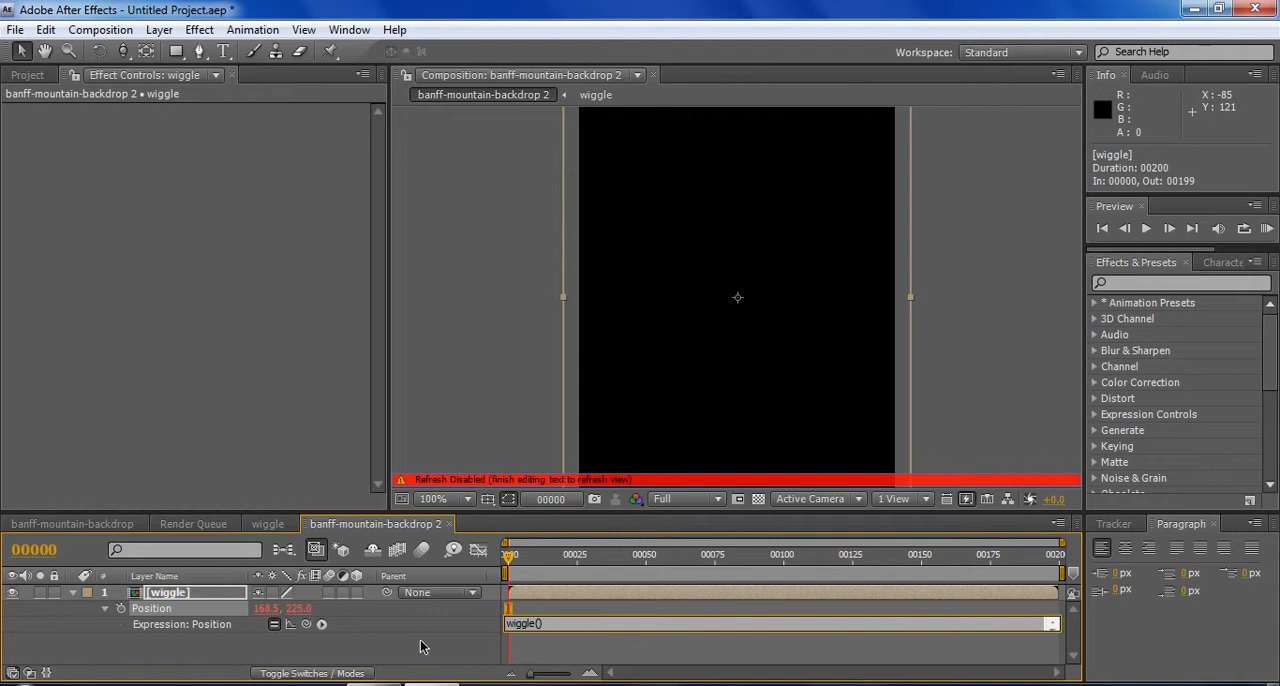 Adobe After Effects - Untitled Project.aep *
File Edit Composition Layer Effect Animation View Window Help
Workspace: Standard Search Help
Project Effect Controls: wiggle Composition: banff-mountain-backdrop 2 Info Audio
banff-mountain-backdrop 2 • wiggle banff-mountain-backdrop 2 wiggle
R: X: -85
G: Y: 121
B:
A: 0
[wiggle]
Duration: 00200
In: 00000, Out: 00199
Preview
Effects & Presets Characte
* Animation Presets
3D Channel
Audio
Blur & Sharpen
Channel
Color Correction
Distort
Expression Controls
Generate
Keying
Matte
Noise & Grain
Refresh Disabled (finish editing text to refresh view)
100% 00000 Full Active Camera 1 View +0.0
banff-mountain-backdrop Render Queue wiggle banff-mountain-backdrop 2
Tracker Paragraph
00000
00025 00050 00075 00100 00125 00150 00175 0020
Layer Name Parent
0 px 0 px 0 px
0 px 0 px
1 [wiggle] None
Position 168.5, 225.0
Expression: Position wiggle()
Toggle Switches / Modes